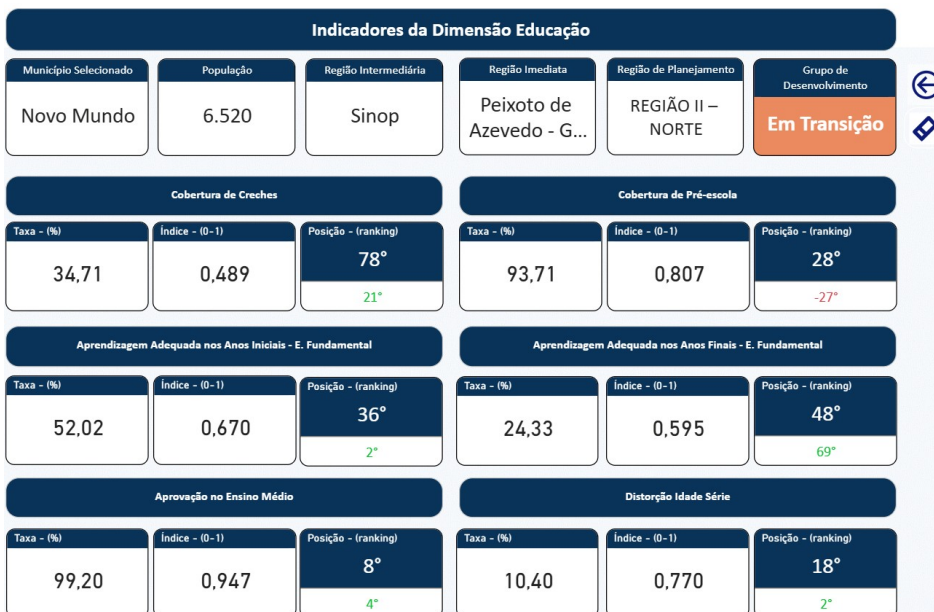 Indicadores da Dimensão Educação
Município Selecionado
Novo Mundo
População
6.520
Região Intermediária
Sinop
Região Imediata
Peixoto de
Azevedo - G...
Região de Planejamento
REGIÃO II –
NORTE
Grupo de
Desenvolvimento
Em Transição
Cobertura de Creches
Taxa - (%)
34,71
Índice - (0-1)
0,489
Posição - (ranking)
78°
21°
Cobertura de Pré-escola
Taxa - (%)
93,71
Índice - (0-1)
0,807
Posição - (ranking)
28°
-27°
Aprendizagem Adequada nos Anos Iniciais - E. Fundamental
Taxa - (%)
52,02
Índice - (0-1)
0,670
Posição - (ranking)
36°
2°
Aprendizagem Adequada nos Anos Finais - E. Fundamental
Taxa - (%)
24,33
Índice - (0-1)
0,595
Posição - (ranking)
48°
69°
Aprovação no Ensino Médio
Taxa - (%)
99,20
Índice - (0-1)
0,947
Posição - (ranking)
8°
4°
Distorção Idade Série
Taxa - (%)
10,40
Índice - (0-1)
0,770
Posição - (ranking)
18°
2°